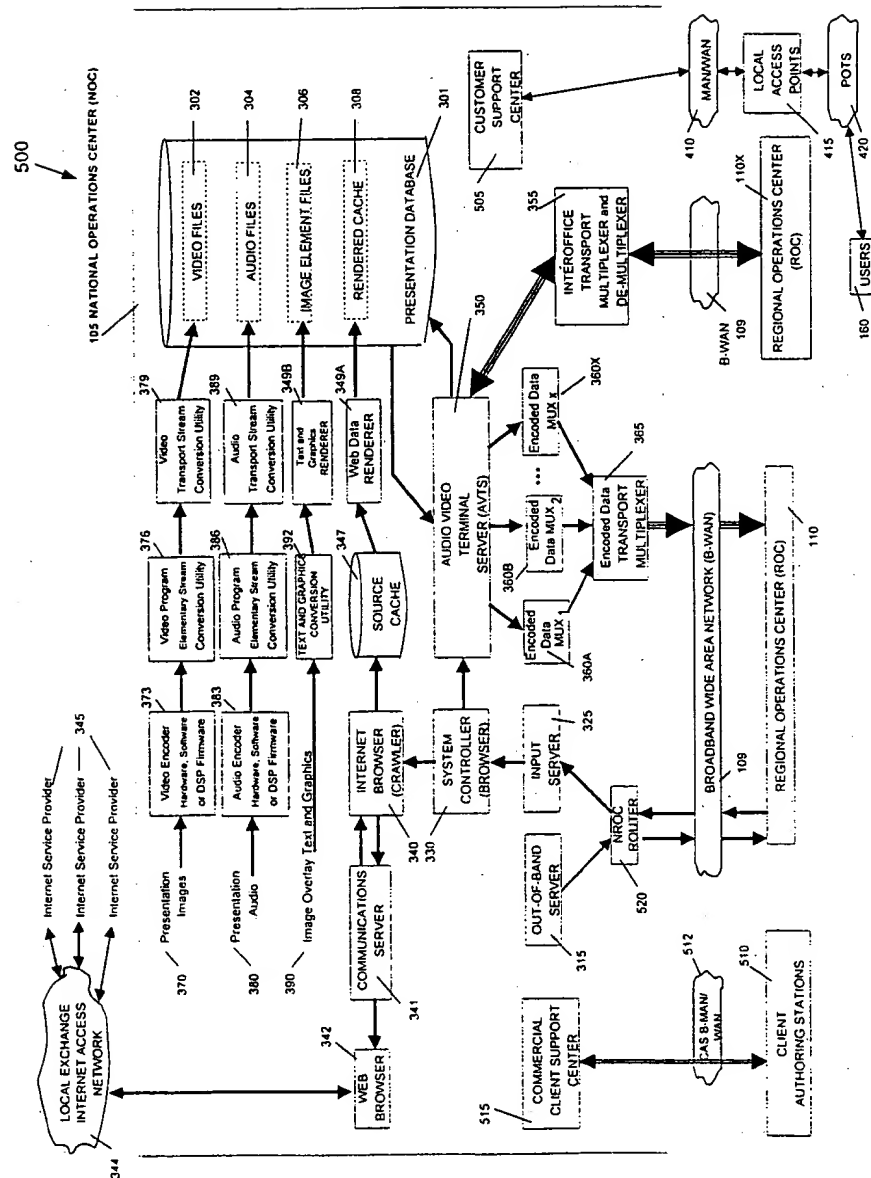 500
105 NATIONAL OPERATIONS CENTER (NOC)
LOCAL EXCHANGE
INTERNET ACCESS
NETWORK
344
Internet Service Provider
Internet Service Provider
Internet Service Provider
345
Presentation
Images
370
373
Video Encoder
Hardware, Software
or DSP Firmware
376
Video Program
Elementary Stream
Conversion Utility
379
Video
Transport Stream
Conversion Utility
VIDEO FILES
302
Presentation
Audio
380
383
Audio Encoder
Hardware, Software
or DSP Firmware
386
Audio Program
Elementary Stream
Conversion Utility
389
Audio
Transport Stream
Conversion Utility
AUDIO FILES
304
390
Image Overlay Text and Graphics
392
TEXT AND GRAPHICS
CONVERSION
UTILITY
349B
Text and
Graphics
RENDERER
IMAGE ELEMENT FILES
306
342
WEB
BROWSER
COMMUNICATIONS
SERVER
341
INTERNET
BROWSER
(CRAWLER)
340
347
SOURCE
CACHE
349A
Web Data
RENDERER
RENDERED CACHE
308
PRESENTATION DATABASE
301
SYSTEM
CONTROLLER
(BROWSER)
330
AUDIO VIDEO
TERMINAL
SERVER (AVTS)
350
INPUT
SERVER
325
OUT-OF-BAND
SERVER
315
NROC
ROUTER
520
Encoded
Data
MUX 1
360A
Encoded
Data MUX 2
360B
...
Encoded Data
MUX x
360X
Encoded Data
TRANSPORT
MULTIPLEXER
365
INTEROFFICE
TRANSPORT
MULTIPLEXER and
DE-MULTIPLEXER
355
CUSTOMER
SUPPORT
CENTER
505
COMMERCIAL
CLIENT SUPPORT
CENTER
515
CAS B-MAN/
WAN
512
CLIENT
AUTHORING STATIONS
510
BROADBAND WIDE AREA NETWORK (B-WAN)
109
REGIONAL OPERATIONS CENTER (ROC)
110
B-WAN
109
REGIONAL OPERATIONS CENTER
(ROC)
110X
MAN/WAN
410
LOCAL
ACCESS
POINTS
415
POTS
420
USERS
160